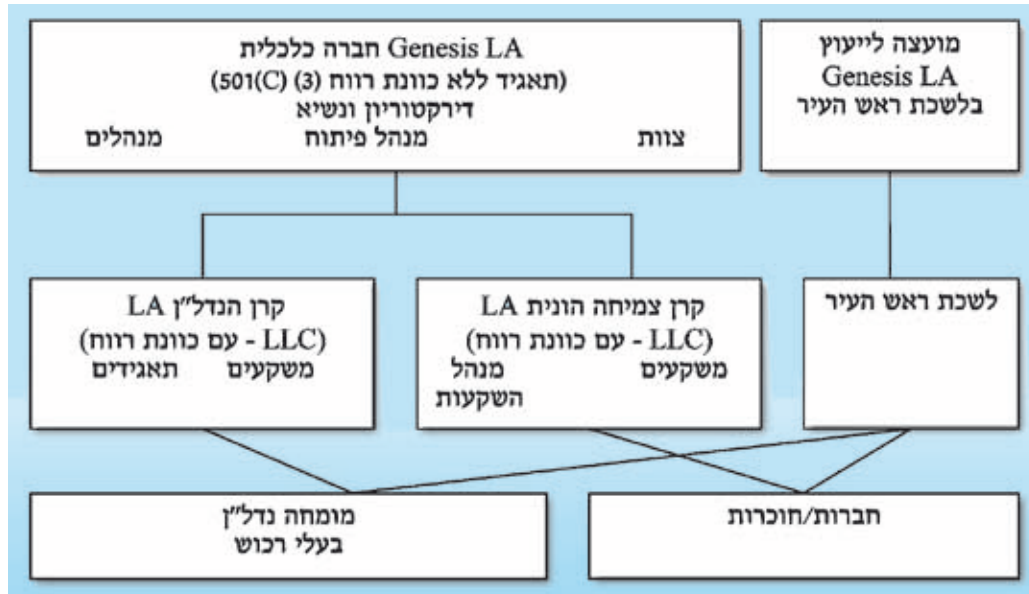 Genesis LA חברה כלכלית
(תאגיד ללא כוונת רווח (3) 501(C))
דירקטוריון ונשיא
צוות מנהל פיתוח מנהלים
מועצה לייעוץ
Genesis LA
בלשכת ראש העיר
קרן הנדל"ן LA
(LLC - עם כוונת רווח)
משקעים תאגידים
קרן צמיחה הונית LA
(LLC - עם כוונת רווח)
משקעים מנהל
השקעות
לשכת ראש העיר
מומחה נדל"ן
בעלי רכוש
חברות/חוכרות